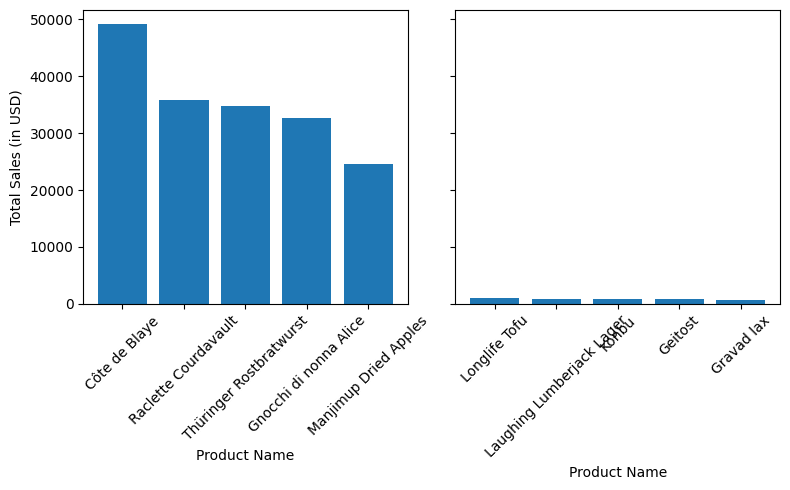 Total Sales (in USD)
50000
40000
30000
20000
10000
0
Côte de Blaye
Raclette Courdavault
Thüringer Rostbratwurst
Gnocchi di nonna Alice
Manjimup Dried Apples
Product Name
Longlife Tofu
Laughing Lumberjack Lager
Konbu
Geitost
Gravad lax
Product Name